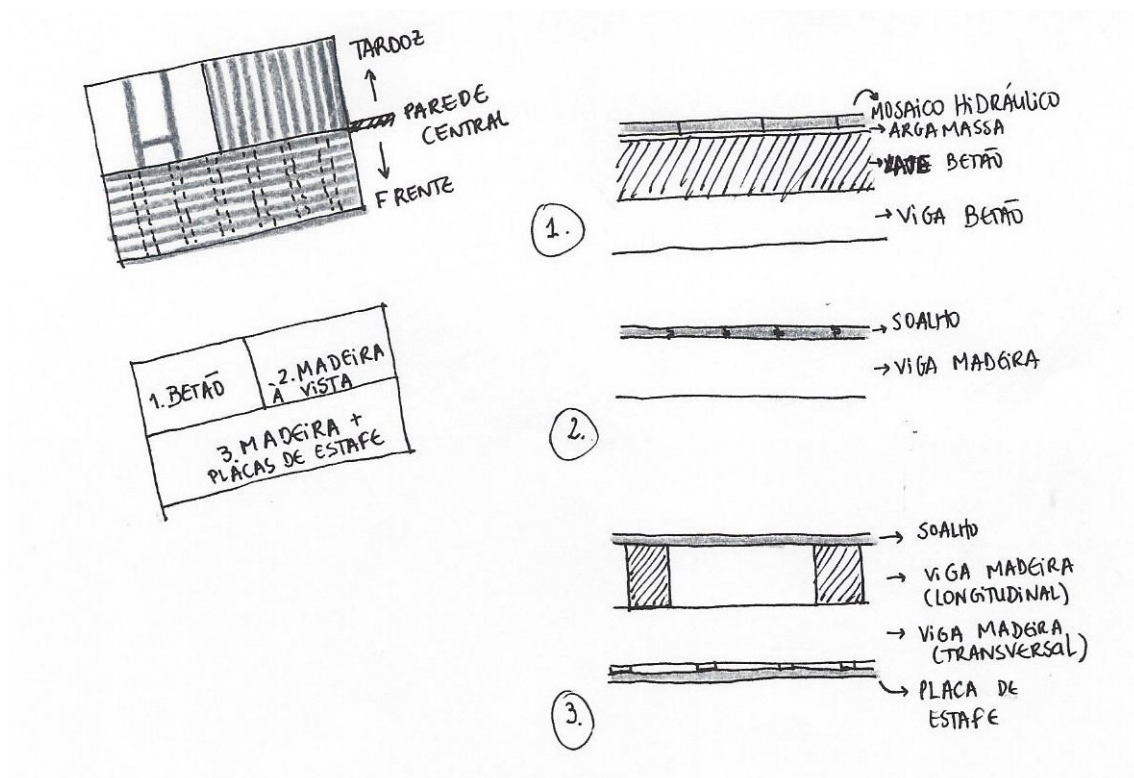 TARDOZ
PAREDE
CENTRAL
FRENTE
1. BETÃO
2. MADEIRA
À VISTA
3. MADEIRA +
PLACAS DE ESTAFE
MOSAICO HIDRÁULICO
ARGAMASSA
LAJE BETÃO
VIGA BETÃO
1.
SOALHO
VIGA MADEIRA
2.
SOALHO
VIGA MADEIRA
(LONGITUDINAL)
VIGA MADEIRA
(TRANSVERSAL)
PLACA DE
ESTAFE
3.